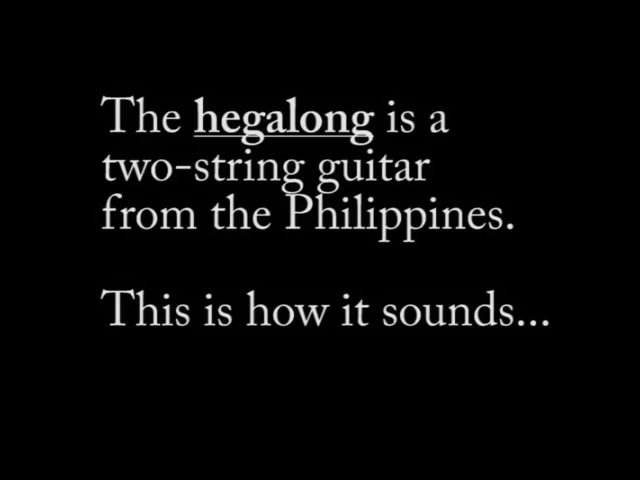 The hegalong is a
two-string guitar
from the Philippines.
This is how it sounds...